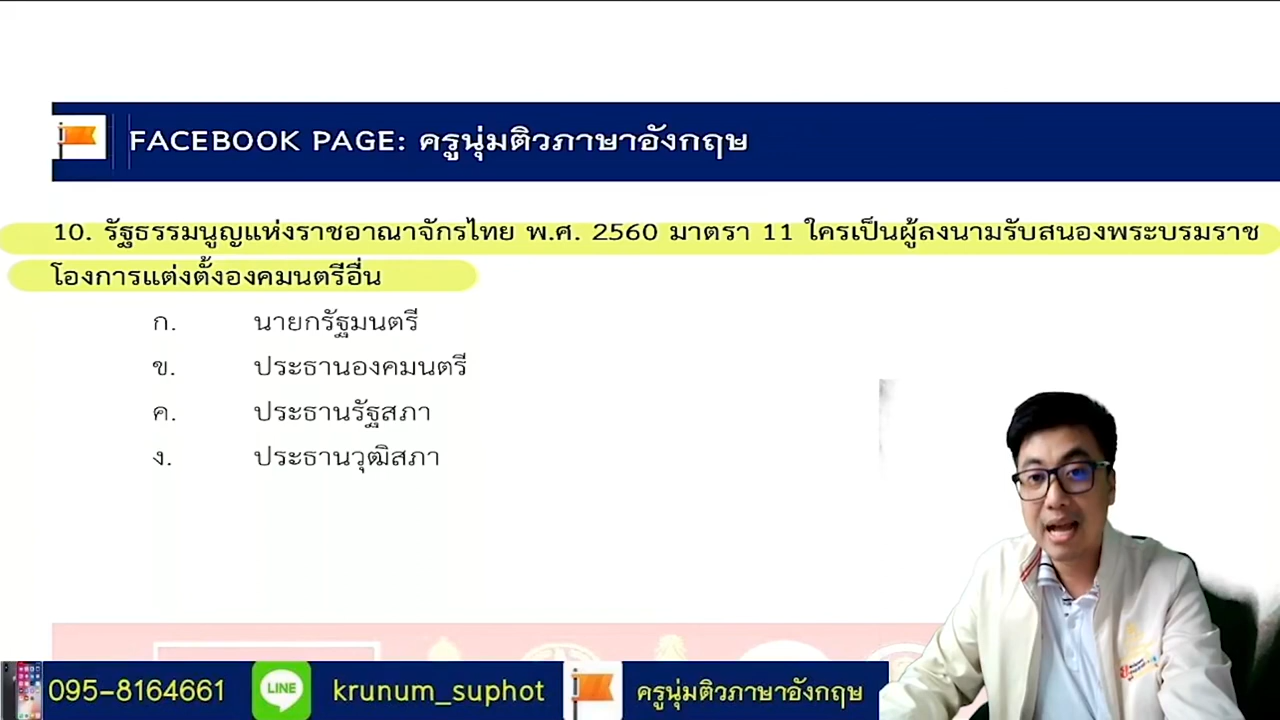 FACEBOOK PAGE: ครูนุ่มติวภาษาอังกฤษ
10. รัฐธรรมนูญแห่งราชอาณาจักรไทย พ.ศ. 2560 มาตรา 11 ใครเป็นผู้ลงนามรับสนองพระบรมราช
โองการแต่งตั้งองคมนตรีอื่น
ก. นายกรัฐมนตรี
ข. ประธานองคมนตรี
ค. ประธานรัฐสภา
ง. ประธานวุฒิสภา
095-8164661 LINE krunum_suphot ครูนุ่มติวภาษาอังกฤษ